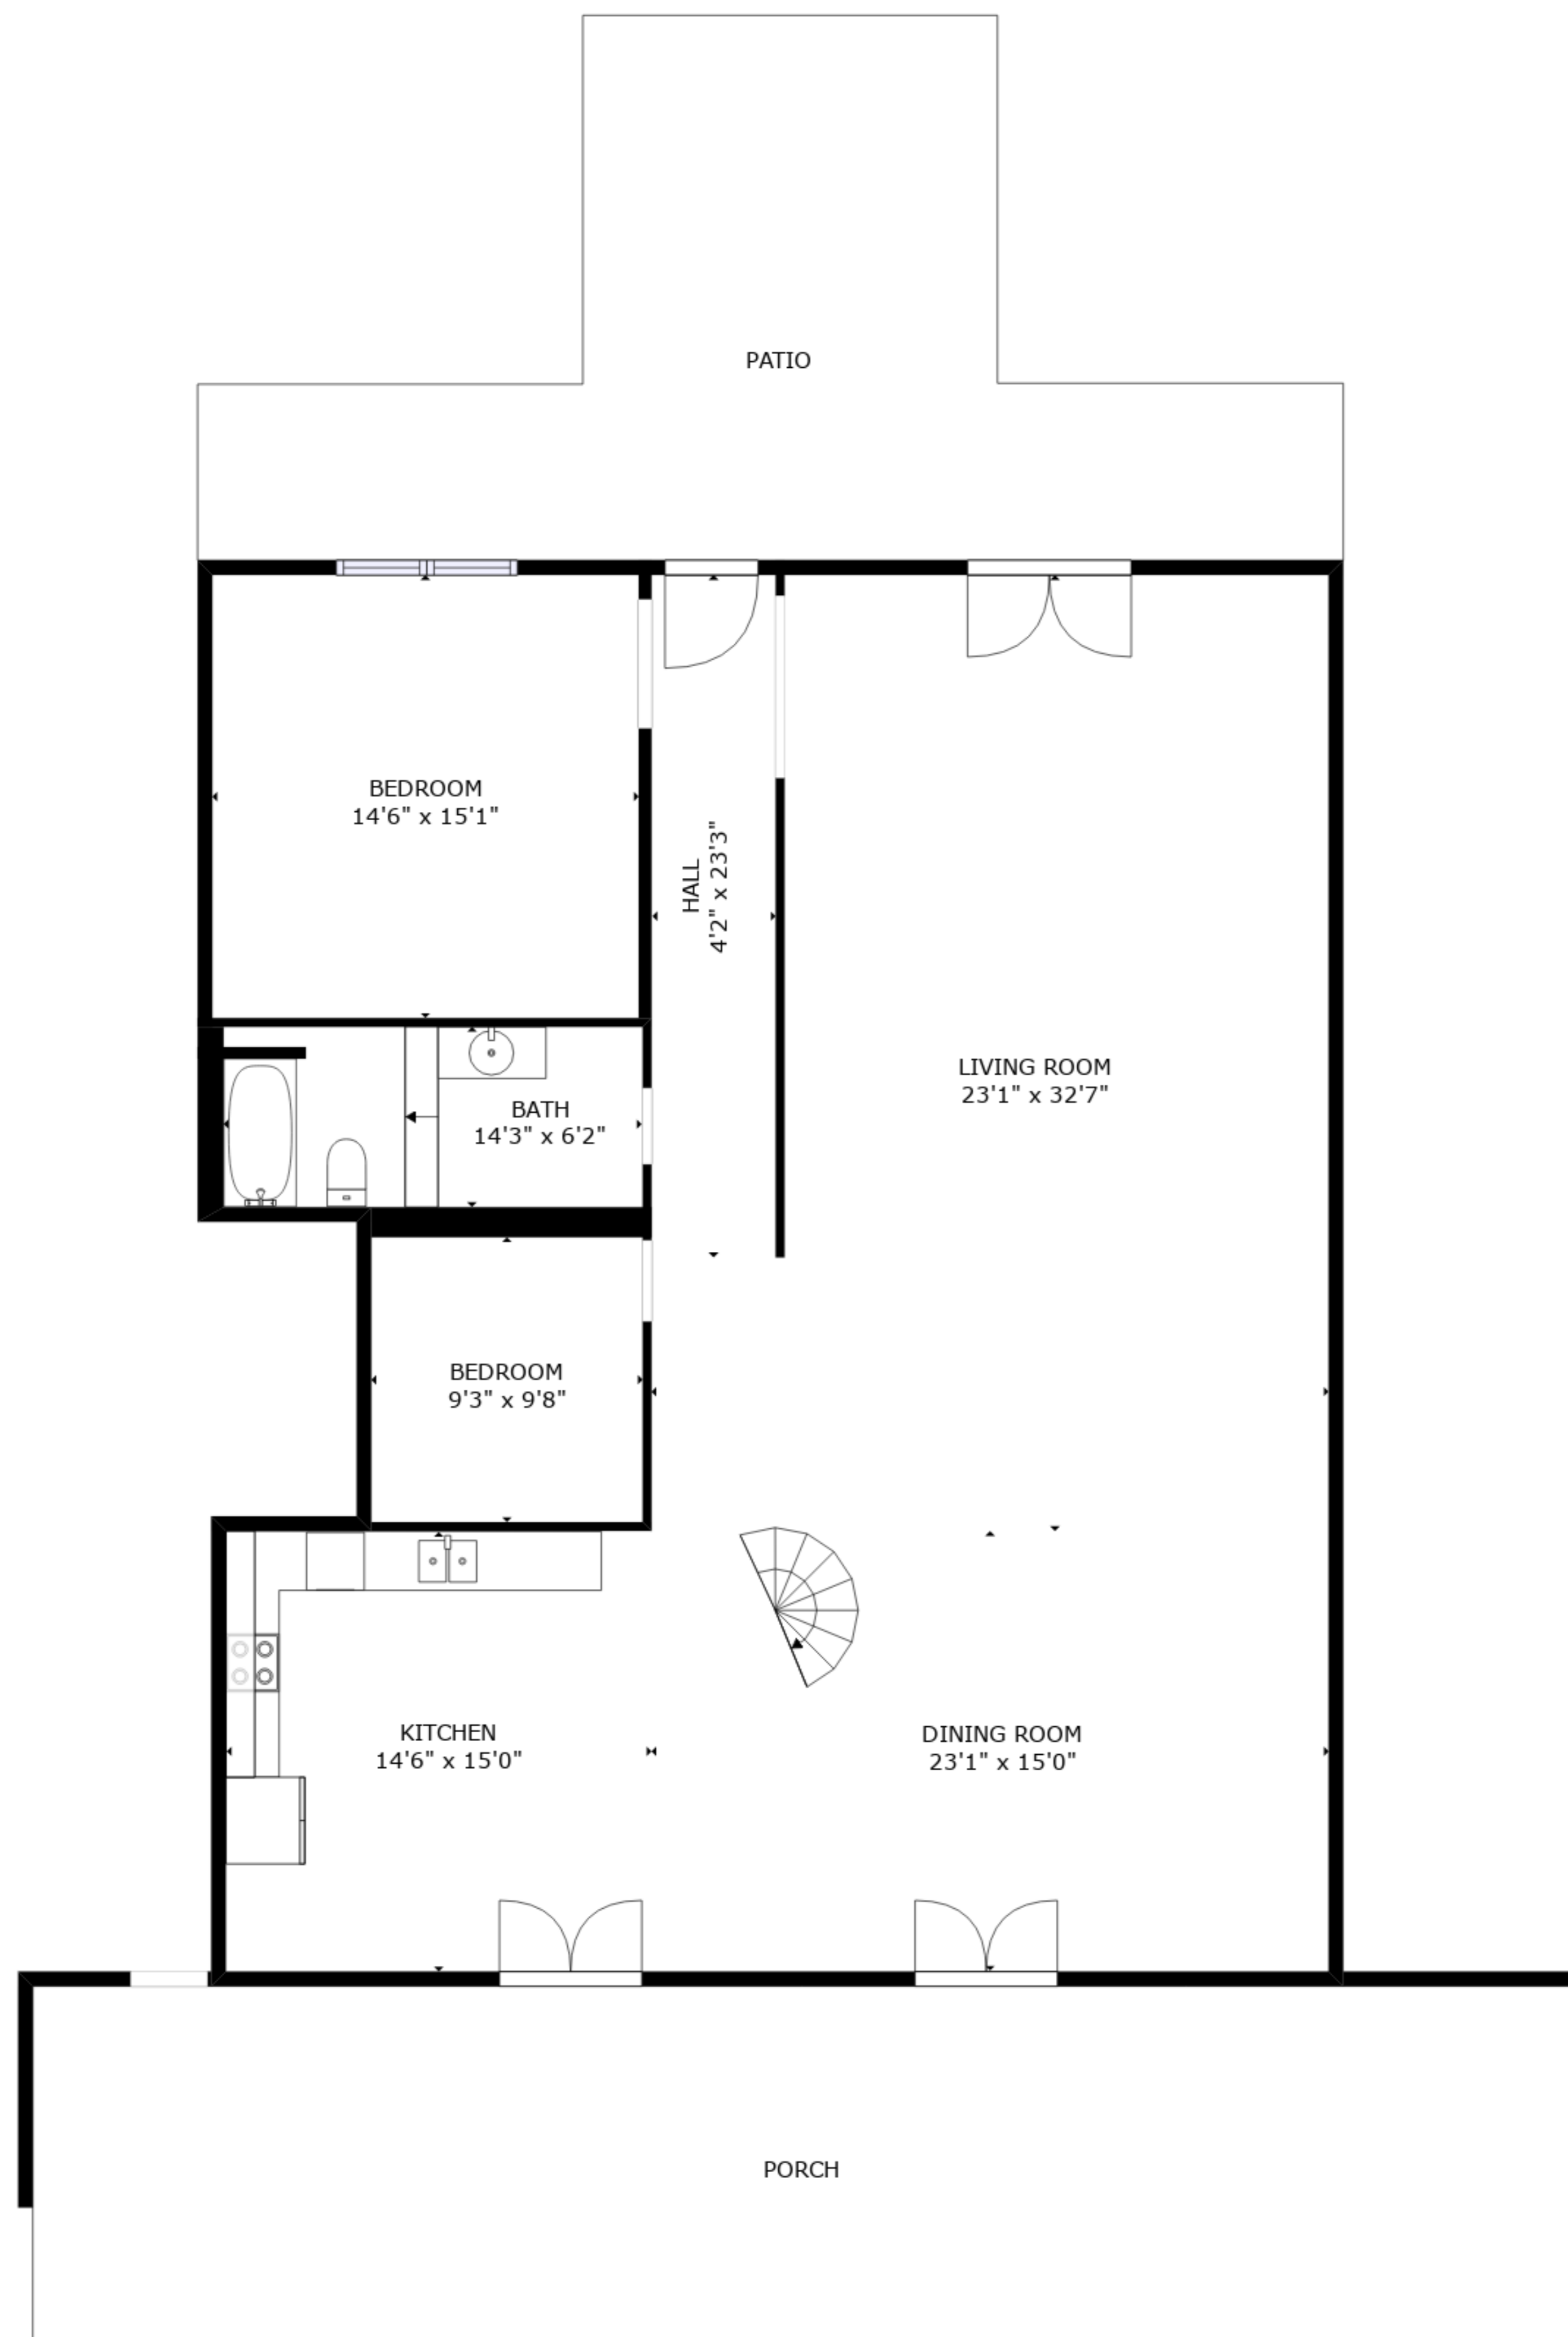 PATIO
BEDROOM
14'6" x 15'1"
HALL
4'2" x 23'3"
LIVING ROOM
23'1" x 32'7"
BATH
14'3" x 6'2"
BEDROOM
9'3" x 9'8"
KITCHEN
14'6" x 15'0"
DINING ROOM
23'1" x 15'0"
PORCH